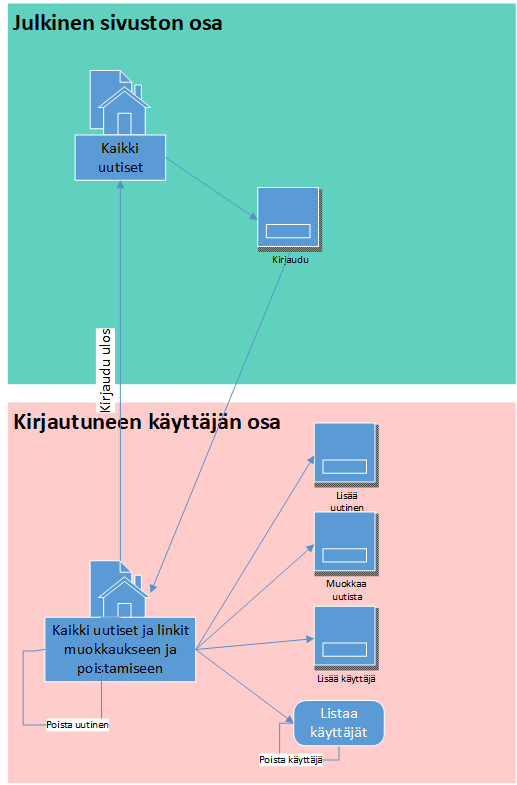 Julkinen sivuston osa
Kaikki
uutiset
Kirjaudu
Kirjaudu ulos
Kirjautuneen käyttäjän osa
Lisää
uutinen
Muokkaa
uutista
Kaikki uutiset ja linkit
muokkaukseen ja
poistamiseen
Lisää käyttäjä
Poista uutinen
Listaa
käyttäjät
Poista käyttäjä